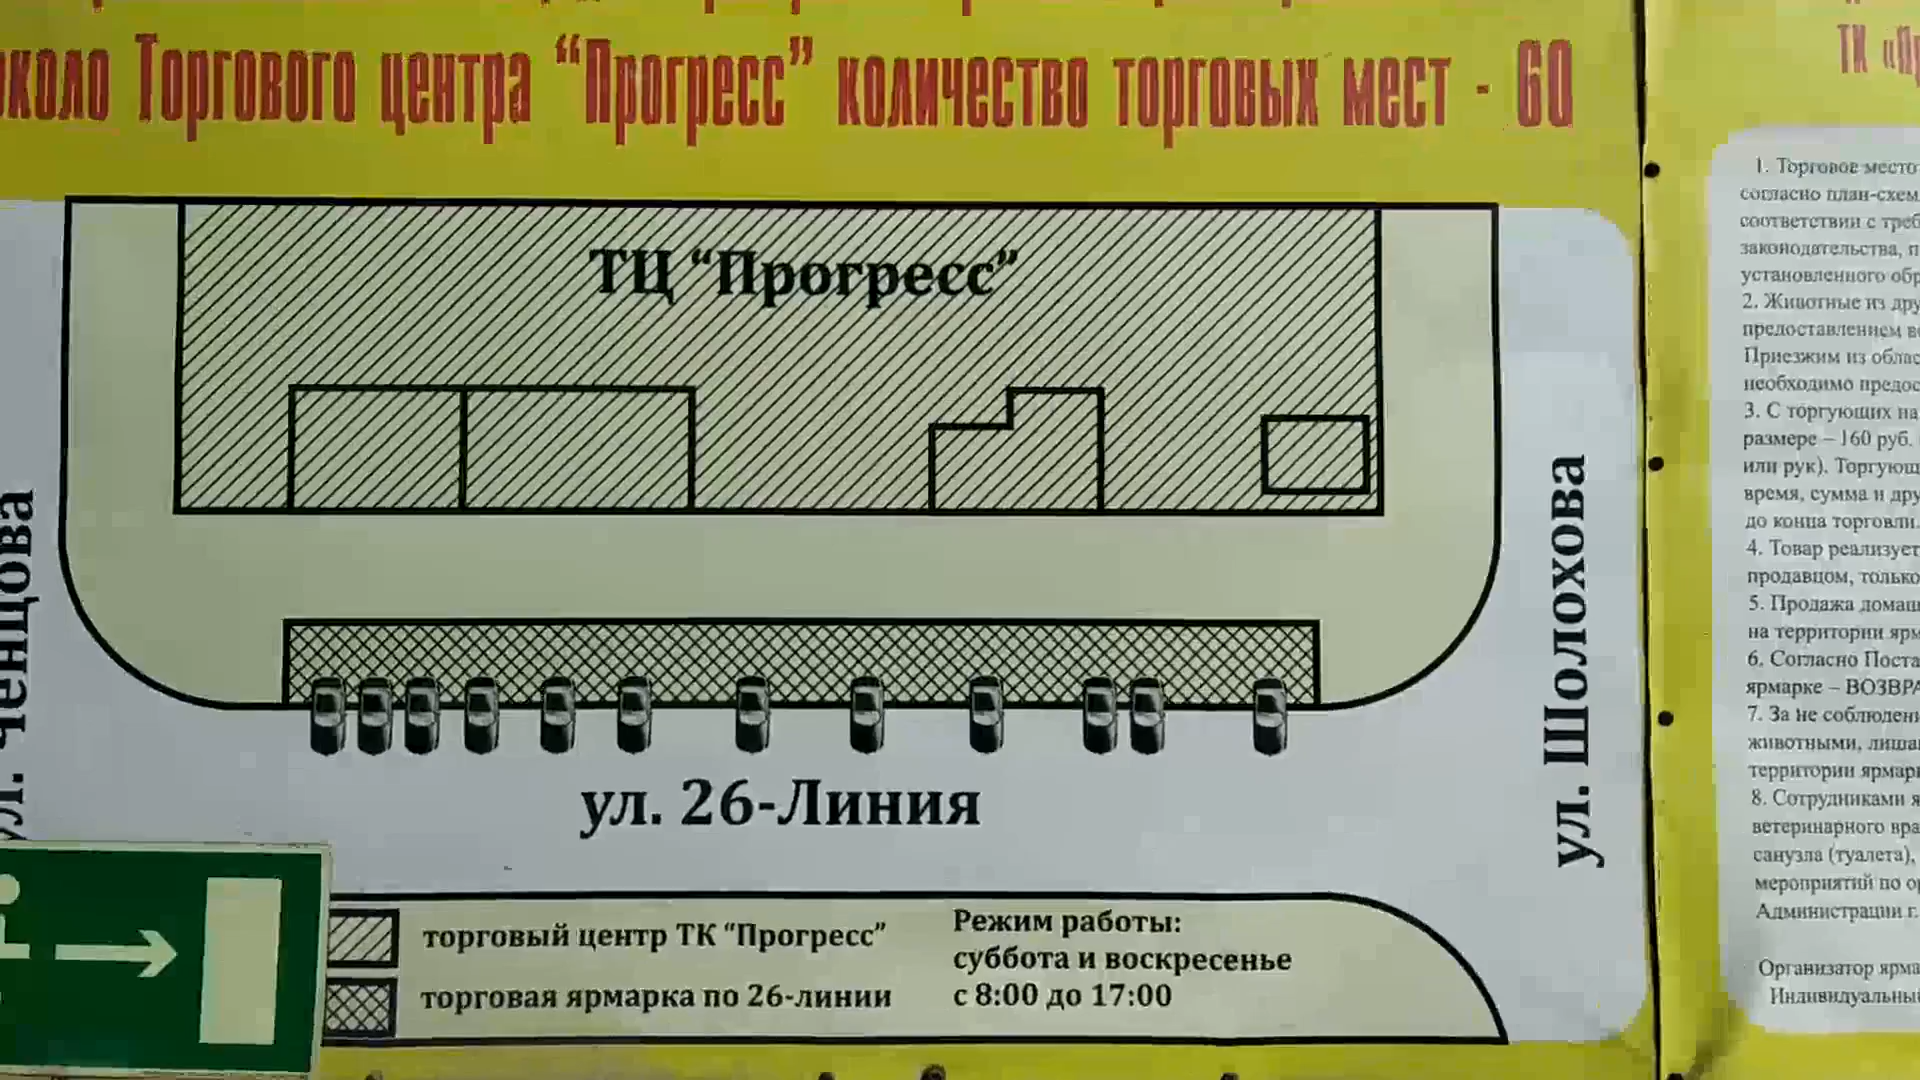 около Торгового центра “Прогресс” количество торговых мест - 60
ТЦ “Прогресс”
ул. Ченцова
ул. Шолохова
ул. 26-Линия
торговый центр ТК “Прогресс”
торговая ярмарка по 26-линии
Режим работы:
суббота и воскресенье
с 8:00 до 17:00
ТК
1. Торговое место
согласно план-схем
соответствии с треб
законодательства, п
установленного обр
2. Животные из дру
предоставлением ве
Приезжим из облас
необходимо предос
3. С торгующих на
размере – 160 руб.
или рук). Торгующ
время, сумма и дру
до конца торговли.
4. Товар реализует
продавцом, только
5. Продажа домаш
на территории ярм
6. Согласно Поста
ярмарке – ВОЗВРА
7. За не соблюдени
животными, лиша
территории ярмар
8. Сотрудниками я
ветеринарного вра
санузла (туалета),
мероприятий по ор
Администрации г.
Организатор ярма
Индивидуальны